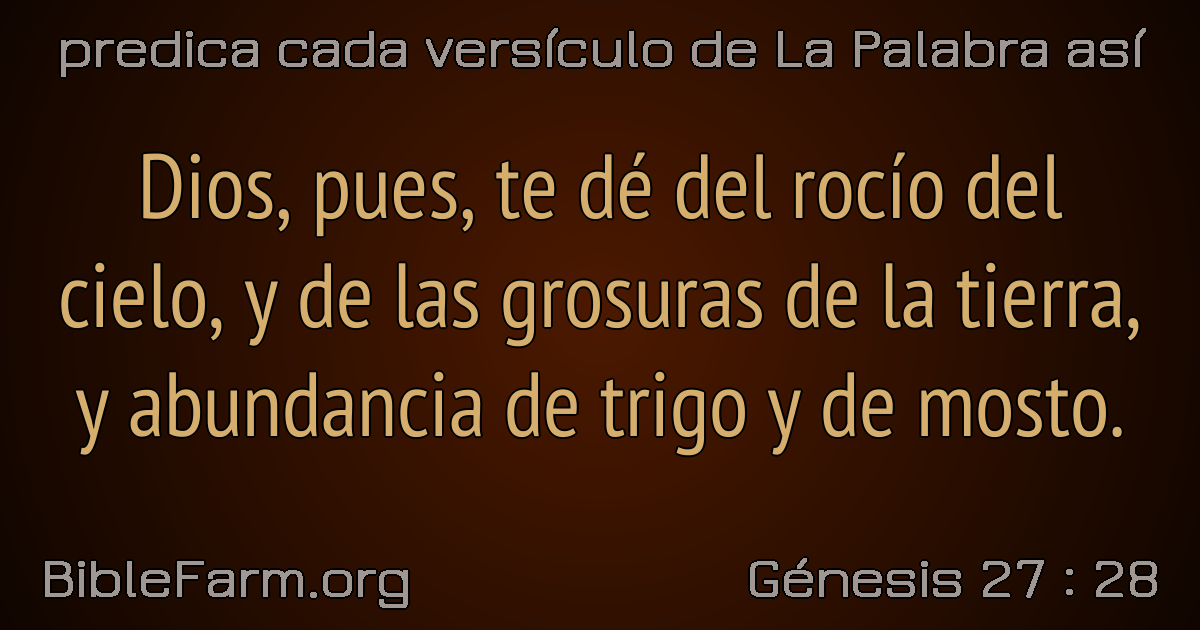 predica cada versículo de La Palabra así
Dios, pues, te dé del rocío del
cielo, y de las grosuras de la tierra,
y abundancia de trigo y de mosto.
BibleFarm.org
Génesis 27 : 28